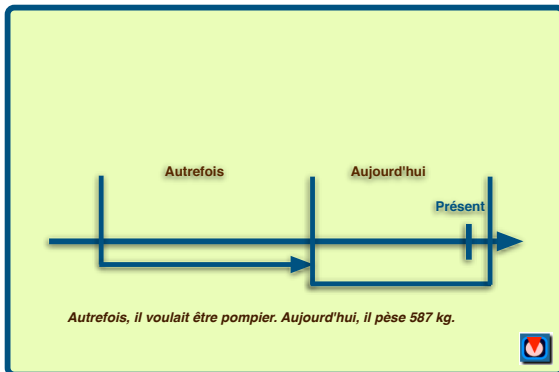 Autrefois
Aujourd'hui
Présent
Autrefois, il voulait être pompier. Aujourd'hui, il pèse 587 kg.